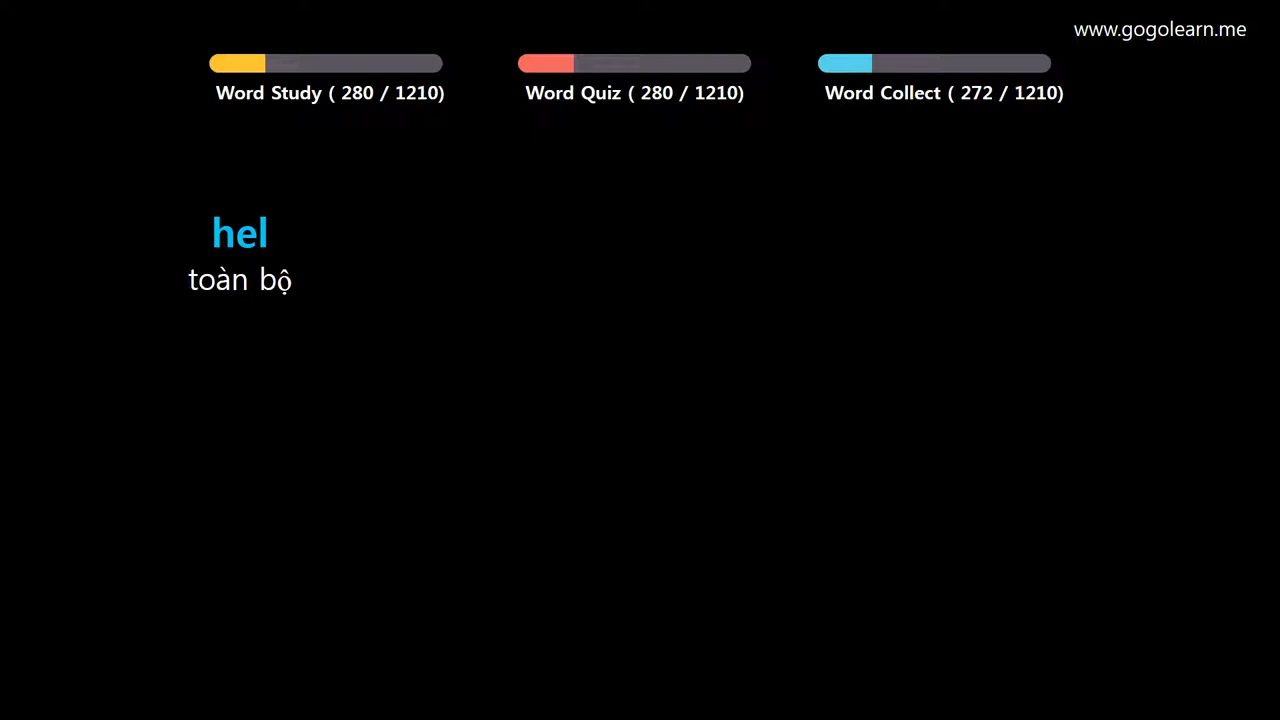 www.gogolearn.me
Word Study ( 280 / 1210)
Word Quiz ( 280 / 1210)
Word Collect ( 272 / 1210)
hel
toàn bộ